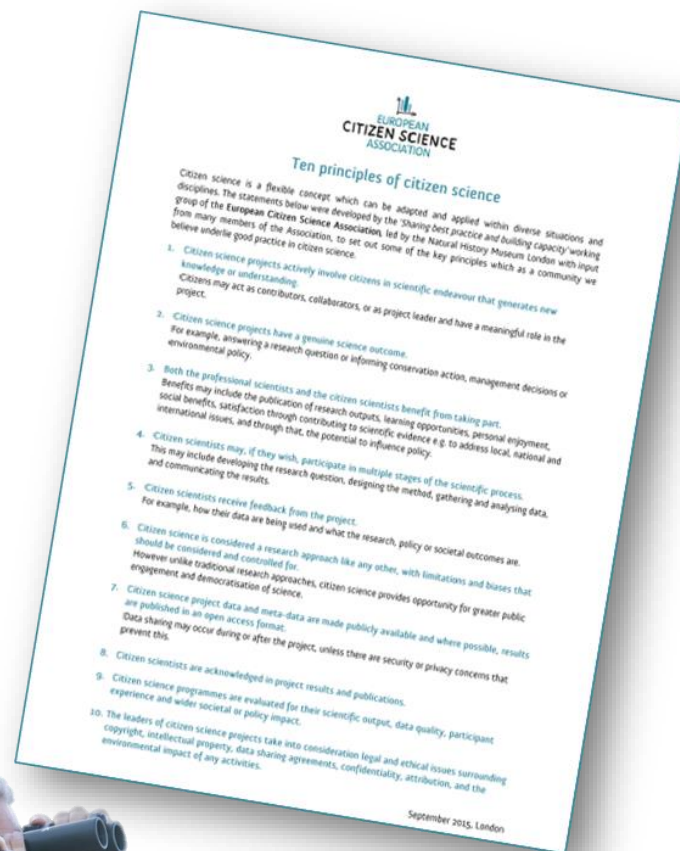 EUROPEAN
CITIZEN SCIENCE
ASSOCIATION
Ten principles of citizen science
Citizen science is a flexible concept which can be adapted and applied within diverse situations and
disciplines. The statements below were developed by the 'Sharing best practice and building capacity' working
group of the European Citizen Science Association, led by the Natural History Museum London with input
from many members of the Association, to set out some of the key principles which as a community we
believe underlie good practice in citizen science.
1. Citizen science projects actively involve citizens in scientific endeavour that generates new
knowledge or understanding.
Citizens may act as contributors, collaborators, or as project leader and have a meaningful role in the
project.
2. Citizen science projects have a genuine science outcome.
For example, answering a research question or informing conservation action, management decisions or
environmental policy.
3. Both the professional scientists and the citizen scientists benefit from taking part.
Benefits may include the publication of research outputs, learning opportunities, personal enjoyment,
social benefits, satisfaction through contributing to scientific evidence e.g. to address local, national and
international issues, and through that, the potential to influence policy.
4. Citizen scientists may, if they wish, participate in multiple stages of the scientific process.
This may include developing the research question, designing the method, gathering and analysing data,
and communicating the results.
5. Citizen scientists receive feedback from the project.
For example, how their data are being used and what the research, policy or societal outcomes are.
6. Citizen science is considered a research approach like any other, with limitations and biases that
should be considered and controlled for.
However unlike traditional research approaches, citizen science provides opportunity for greater public
engagement and democratisation of science.
7. Citizen science project data and meta-data are made publicly available and where possible, results
are published in an open access format.
Data sharing may occur during or after the project, unless there are security or privacy concerns that
prevent this.
8. Citizen scientists are acknowledged in project results and publications.
9. Citizen science programmes are evaluated for their scientific output, data quality, participant
experience and wider societal or policy impact.
10. The leaders of citizen science projects take into consideration legal and ethical issues surrounding
copyright, intellectual property, data sharing agreements, confidentiality, attribution, and the
environmental impact of any activities.
September 2015, London